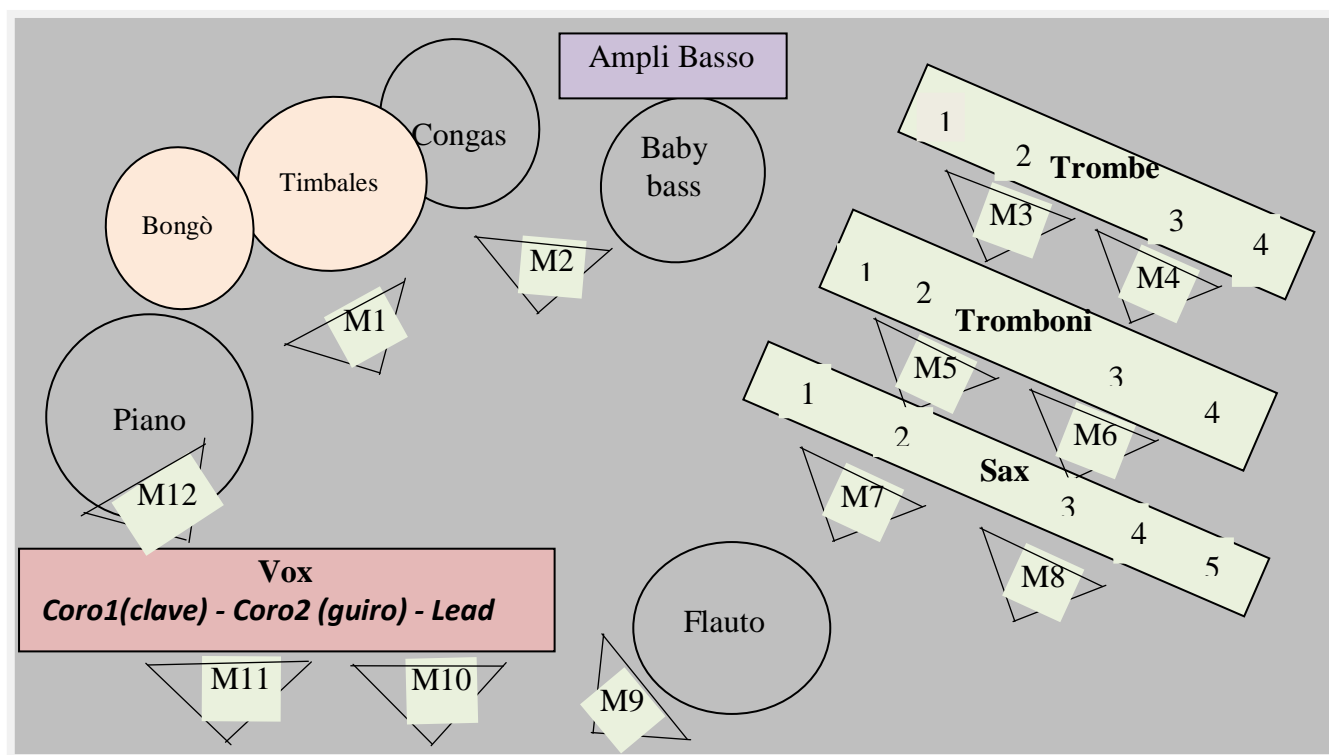 Ampli Basso
Congas
Timbales
Bongò
Baby
bass
1
2
Trombe
3
4
M3
M4
M2
M1
1
2
Tromboni
3
4
M5
M6
Piano
M12
1
2
Sax
3
4
5
M7
M8
Vox
Coro1(clave) - Coro2 (guiro) - Lead
Flauto
M11
M10
M9